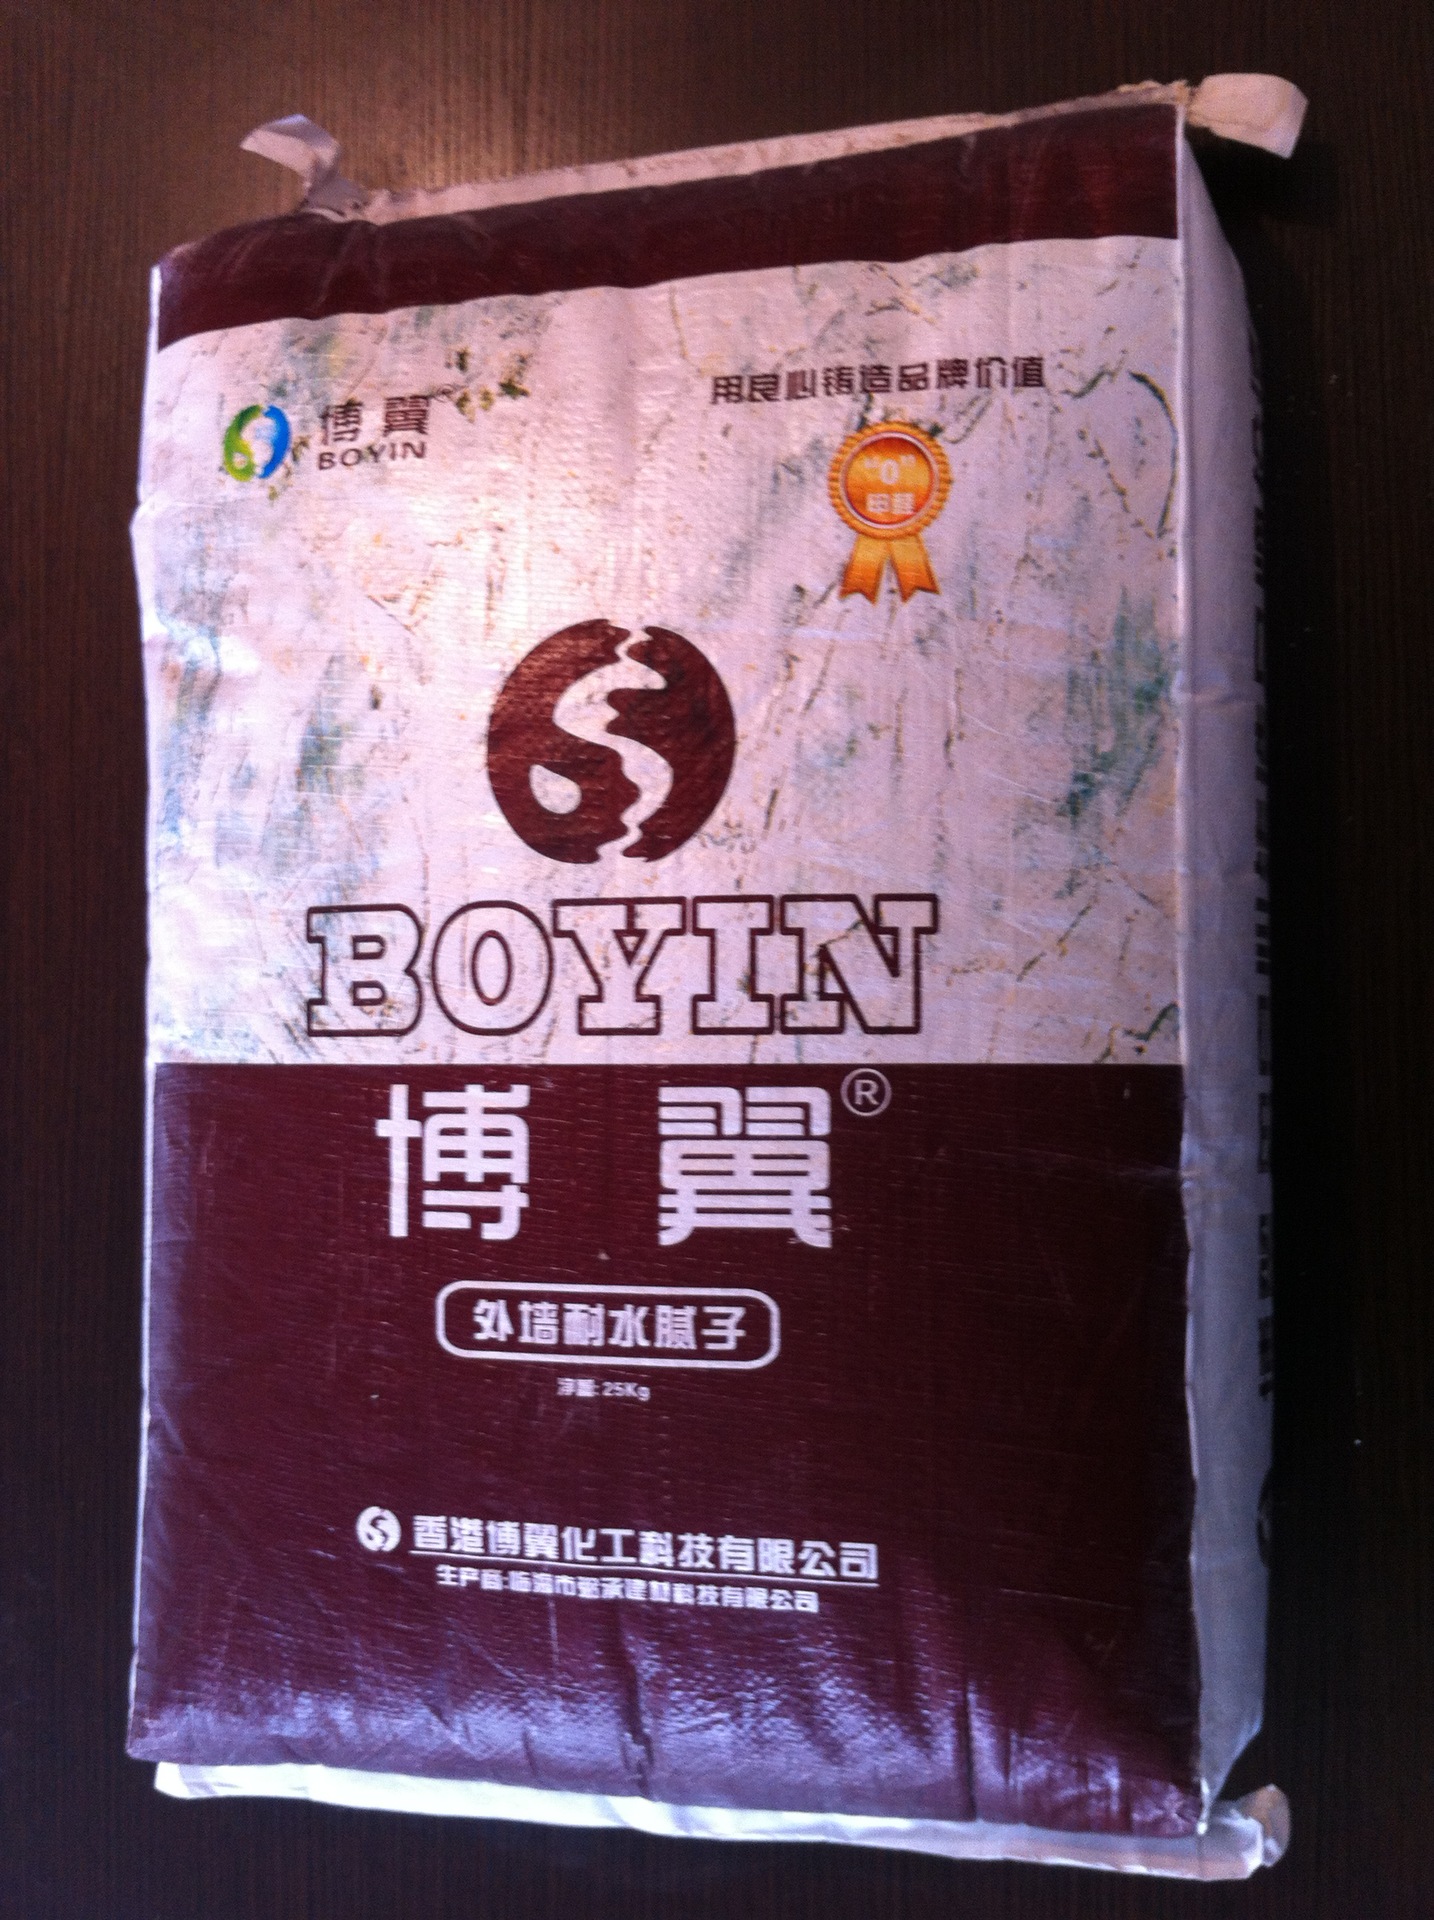 博翼
BOYIN
用良心铸造品牌价值
"0"
甲醛
BOYIN
博翼®
外墙耐水腻子
净重:25Kg
香港博翼化工科技有限公司